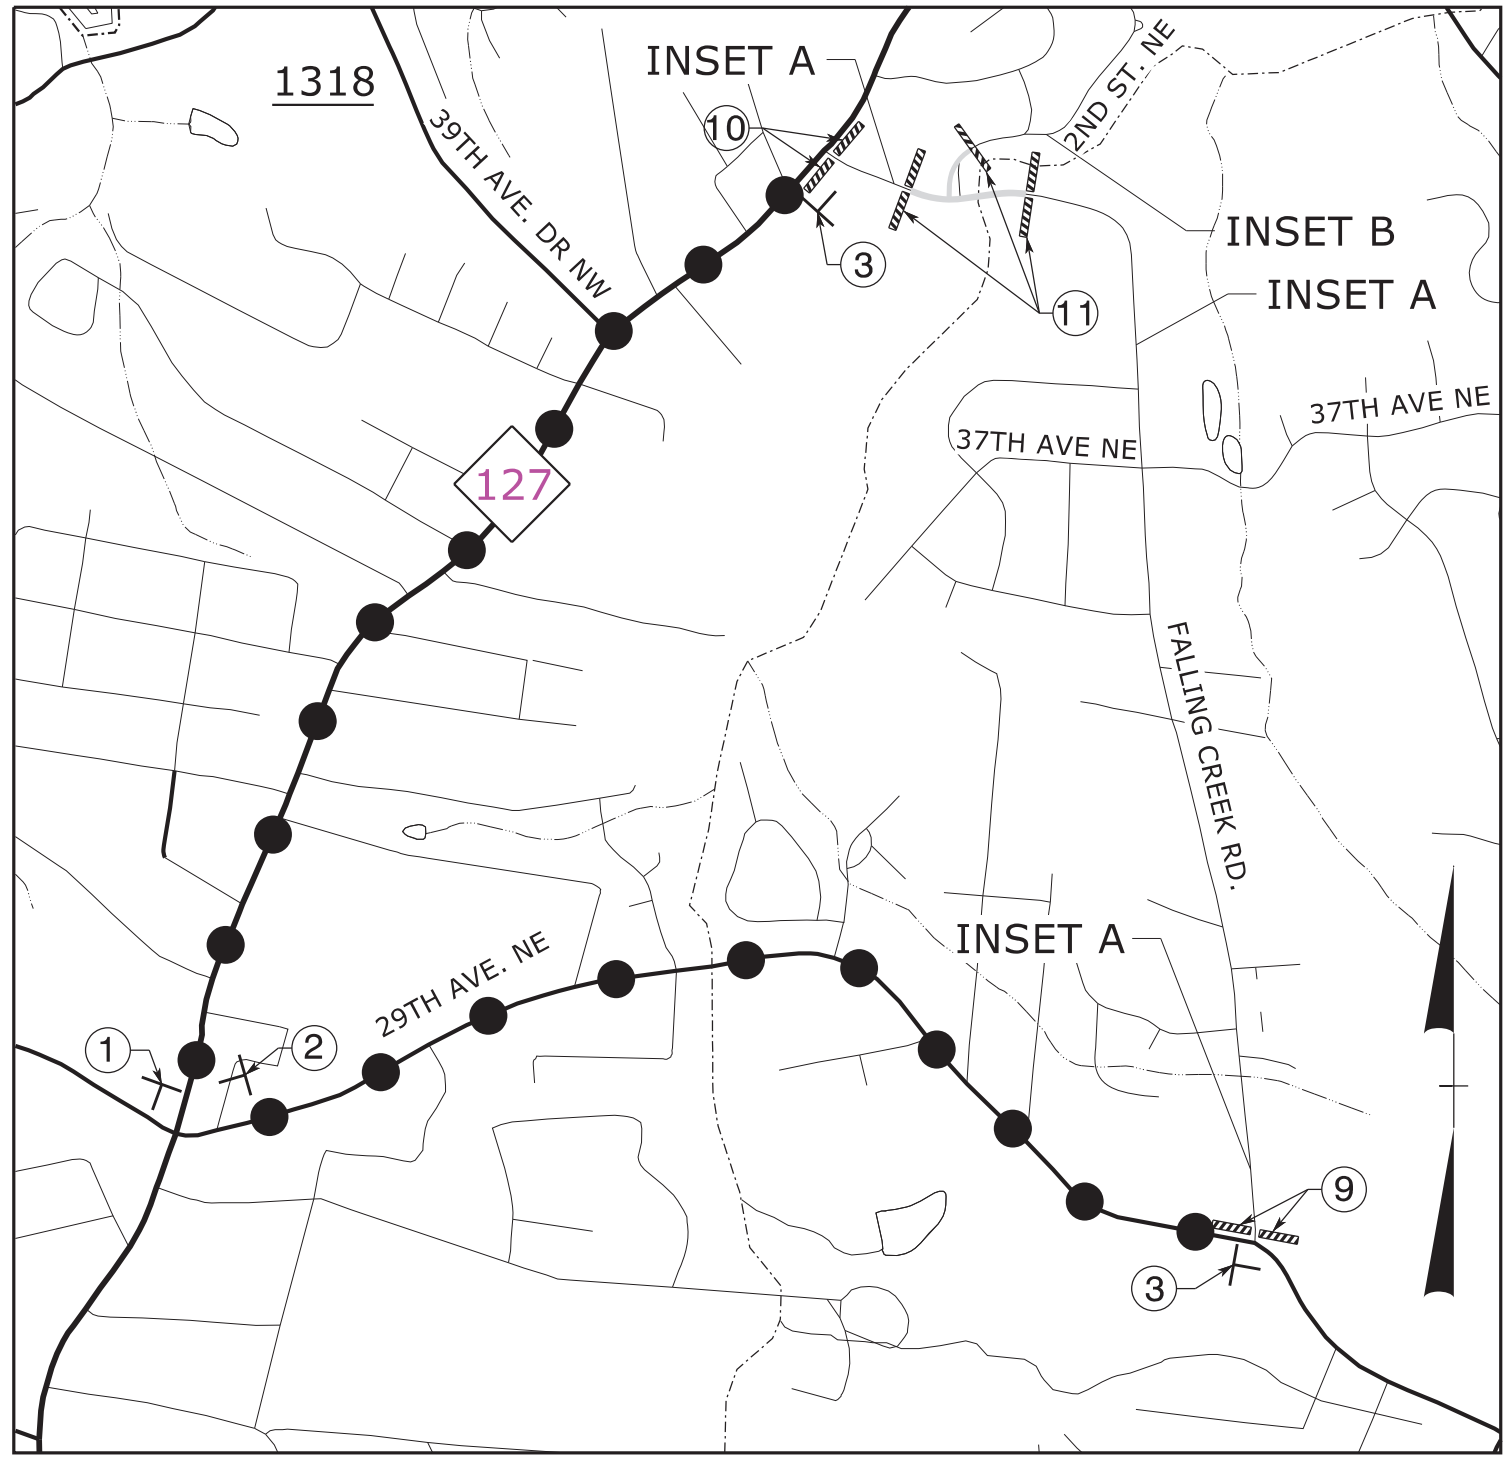 INSET A
1318
10
2ND ST. NE
39TH AVE. DR NW
INSET B
3
INSET A
11
37TH AVE NE
37TH AVE NE
127
FALLING CREEK RD.
INSET A
29TH AVE. NE
1
2
9
3